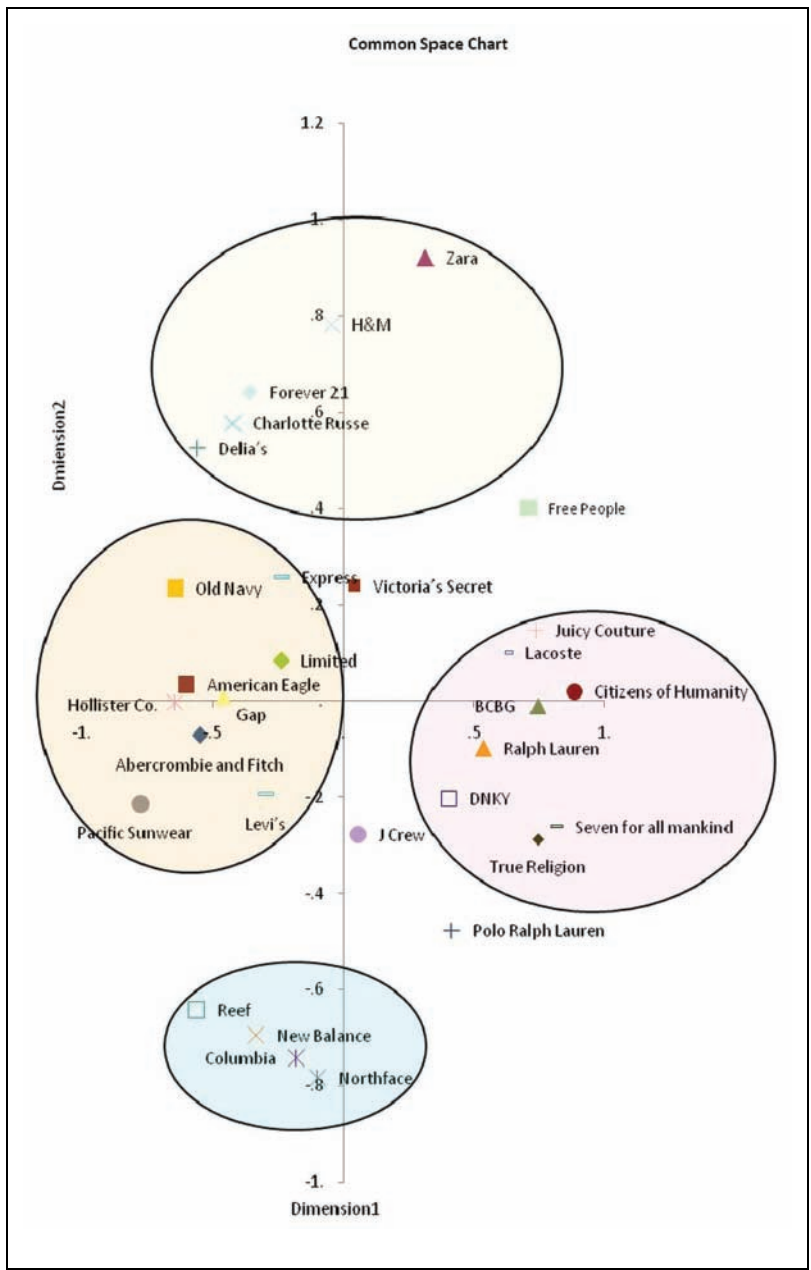 Common Space Chart
1.2
1.
Zara
.8
H&M
Forever 21
.6
Charlotte Russe
Delia's
Dmiension2
.4
Free People
Express
Old Navy
Victoria's Secret
.2
Juicy Couture
Lacoste
Limited
American Eagle
Citizens of Humanity
Hollister Co.
BCBG
Gap
-1.
-.5
.
.5
1.
Ralph Lauren
Abercrombie and Fitch
-.2
DNKY
Pacific Sunwear
Levi's
Seven for all mankind
J Crew
True Religion
-.4
Polo Ralph Lauren
-.6
Reef
New Balance
Columbia
Northface
-.8
-1.
Dimension1